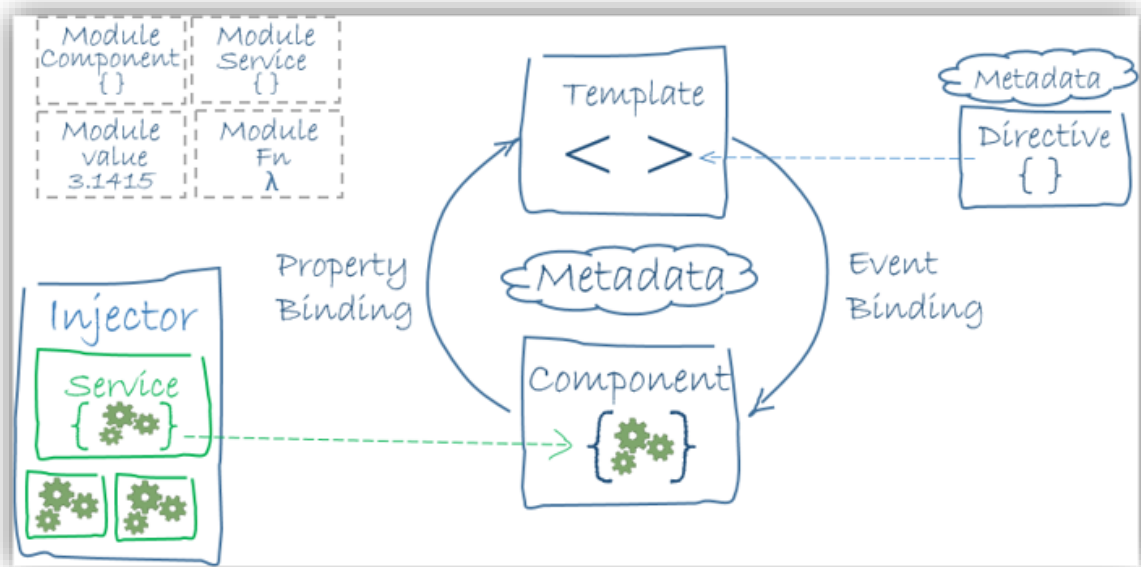 Module
Component
{ }
Module
Service
{ }
Module
value
3.1415
Module
Fn
λ
Template
< >
Metadata
Directive
{ }
Property
Binding
Metadata
Event
Binding
Injector
Service
{ }
Component
{ }